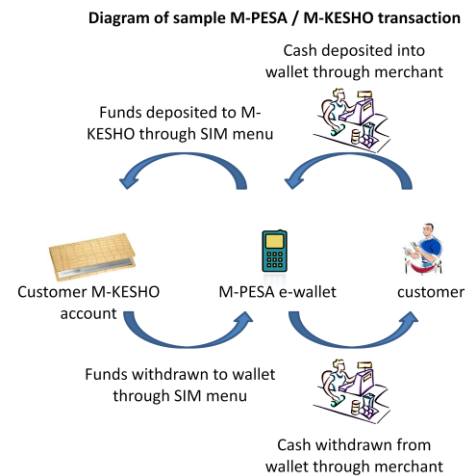 Diagram of sample M-PESA / M-KESHO transaction
Cash deposited into
wallet through merchant
Funds deposited to M-
KESHO through SIM menu
Customer M-KESHO
account
M-PESA e-wallet
customer
Funds withdrawn to wallet
through SIM menu
Cash withdrawn from
wallet through merchant